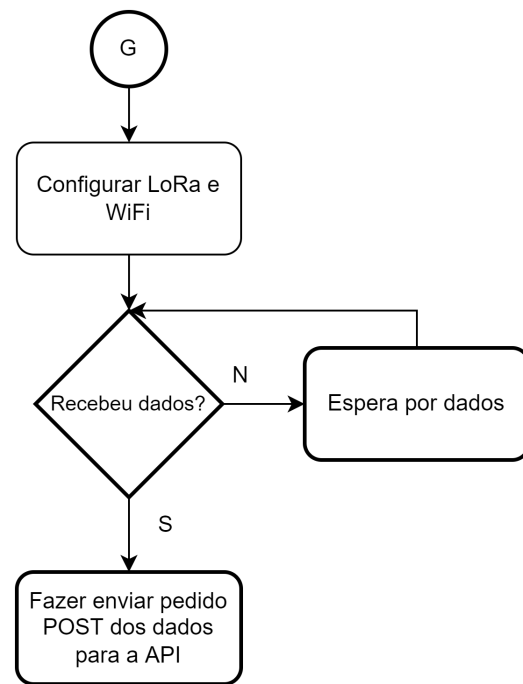 G
Configurar LoRa e
WiFi
Recebeu dados?
N
Espera por dados
S
Fazer enviar pedido
POST dos dados
para a API